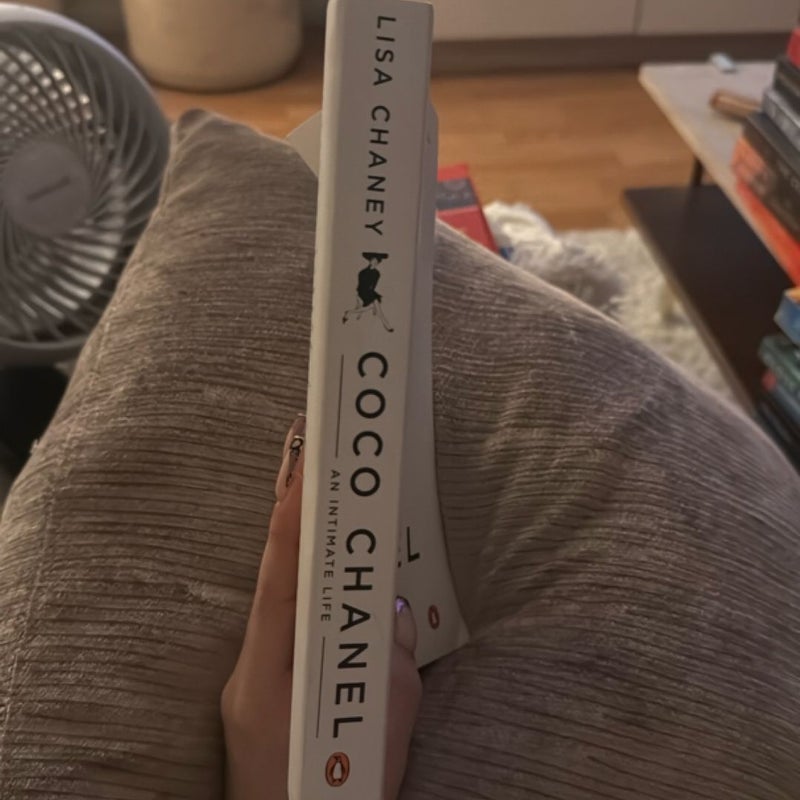 LISA CHANEY
COCO CHANEL
AN INTIMATE LIFE